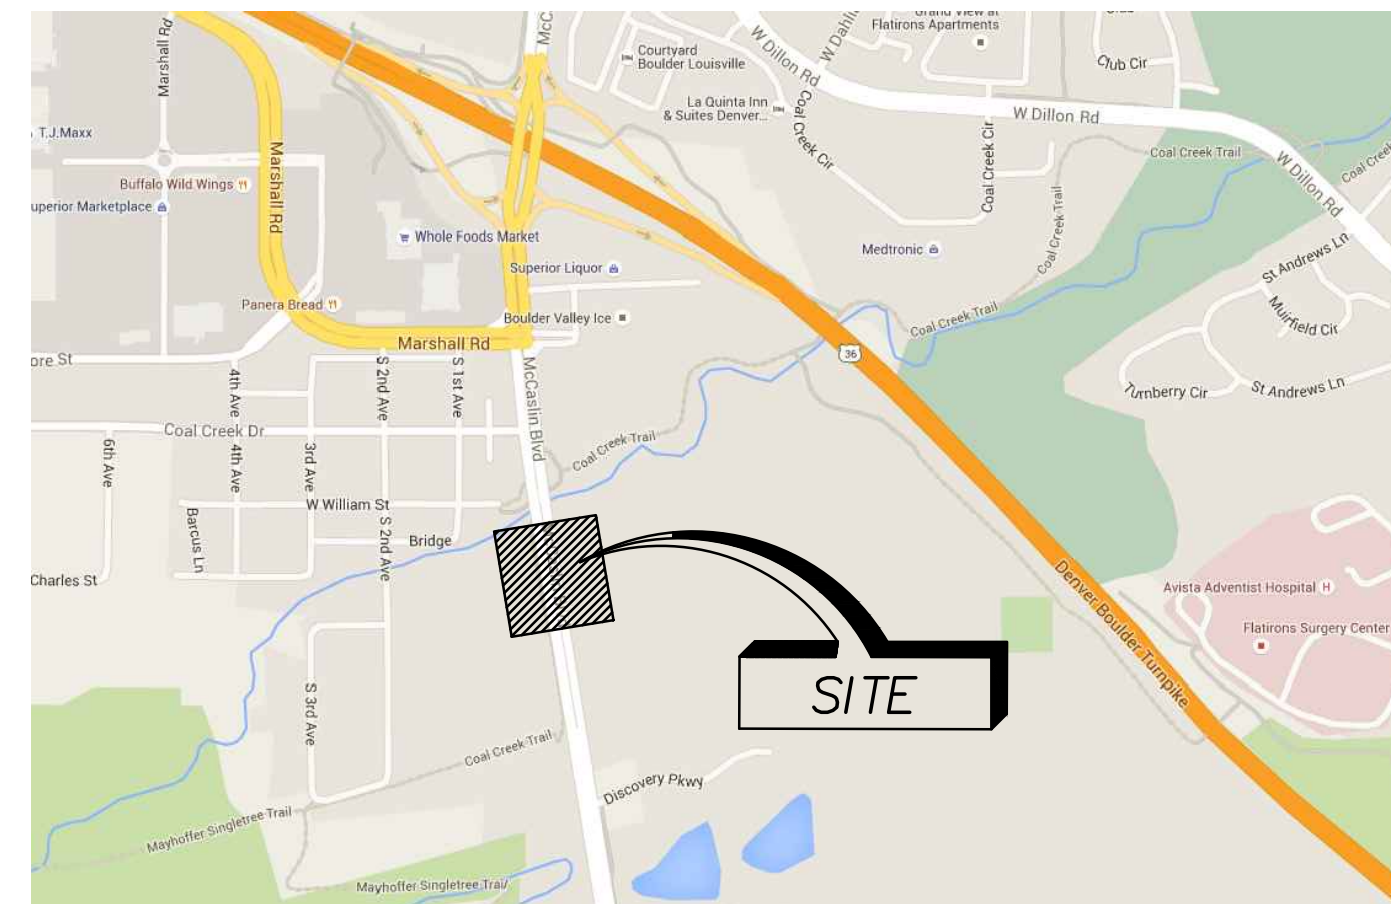 Grand View at
Flatirons Apartments
Club
Marshall Rd
McC
W Dahli
W Dillon Rd
Courtyard
Boulder Louisville
Club Cir
La Quinta Inn
& Suites Denver...
W Dillon Rd
T.J.Maxx
Coal Creek Cir
Coal Creek Cir
Coal Creek Trail
Coal Creek
W Dillon Rd
Buffalo Wild Wings
Marshall Rd
uperior Marketplace
Whole Foods Market
Coal Creek Trail
Medtronic
St Andrews Ln
Superior Liquor
Panera Bread
Boulder Valley Ice
Coal Creek Trail
Muirfield Cir
Marshall Rd
36
ore St
4th Ave
S 2nd Ave
S 1st Ave
McCaslin Blvd
Turnberry Cir
St Andrews Ln
Coal Creek Dr
Coal Creek Trail
6th Ave
4th Ave
3rd Ave
W William St
Barcus Ln
S 2nd Ave
Bridge
Charles St
H
Avista Adventist Hospital
Denver Boulder Turnpike
Flatirons Surgery Center
SITE
S 3rd Ave
Coal Creek Trail
Discovery Pkwy
Mayhoffer Singletree Trail
Mayhoffer Singletree Trail